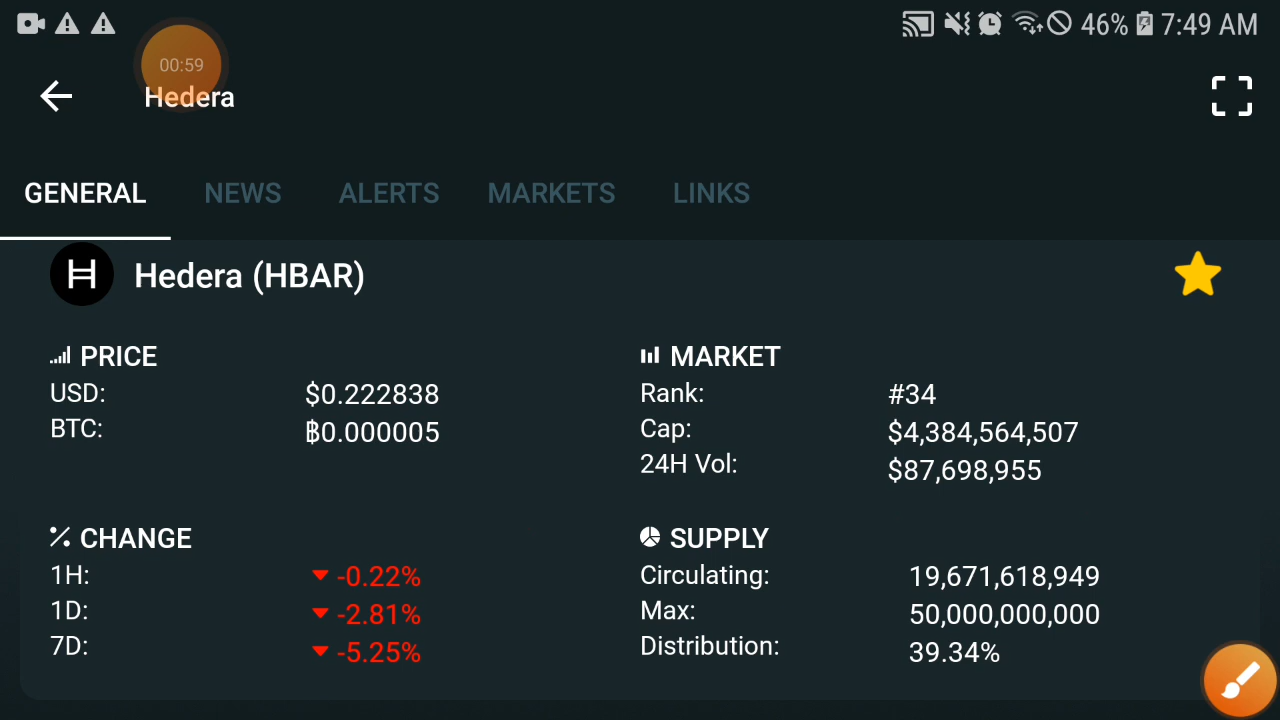 46% 7:49 AM
00:59
Hedera
GENERAL NEWS ALERTS MARKETS LINKS
H Hedera (HBAR)
PRICE
USD: $0.222838
BTC: ₿0.000005
MARKET
Rank: #34
Cap: $4,384,564,507
24H Vol: $87,698,955
CHANGE
1H: -0.22%
1D: -2.81%
7D: -5.25%
SUPPLY
Circulating: 19,671,618,949
Max: 50,000,000,000
Distribution: 39.34%